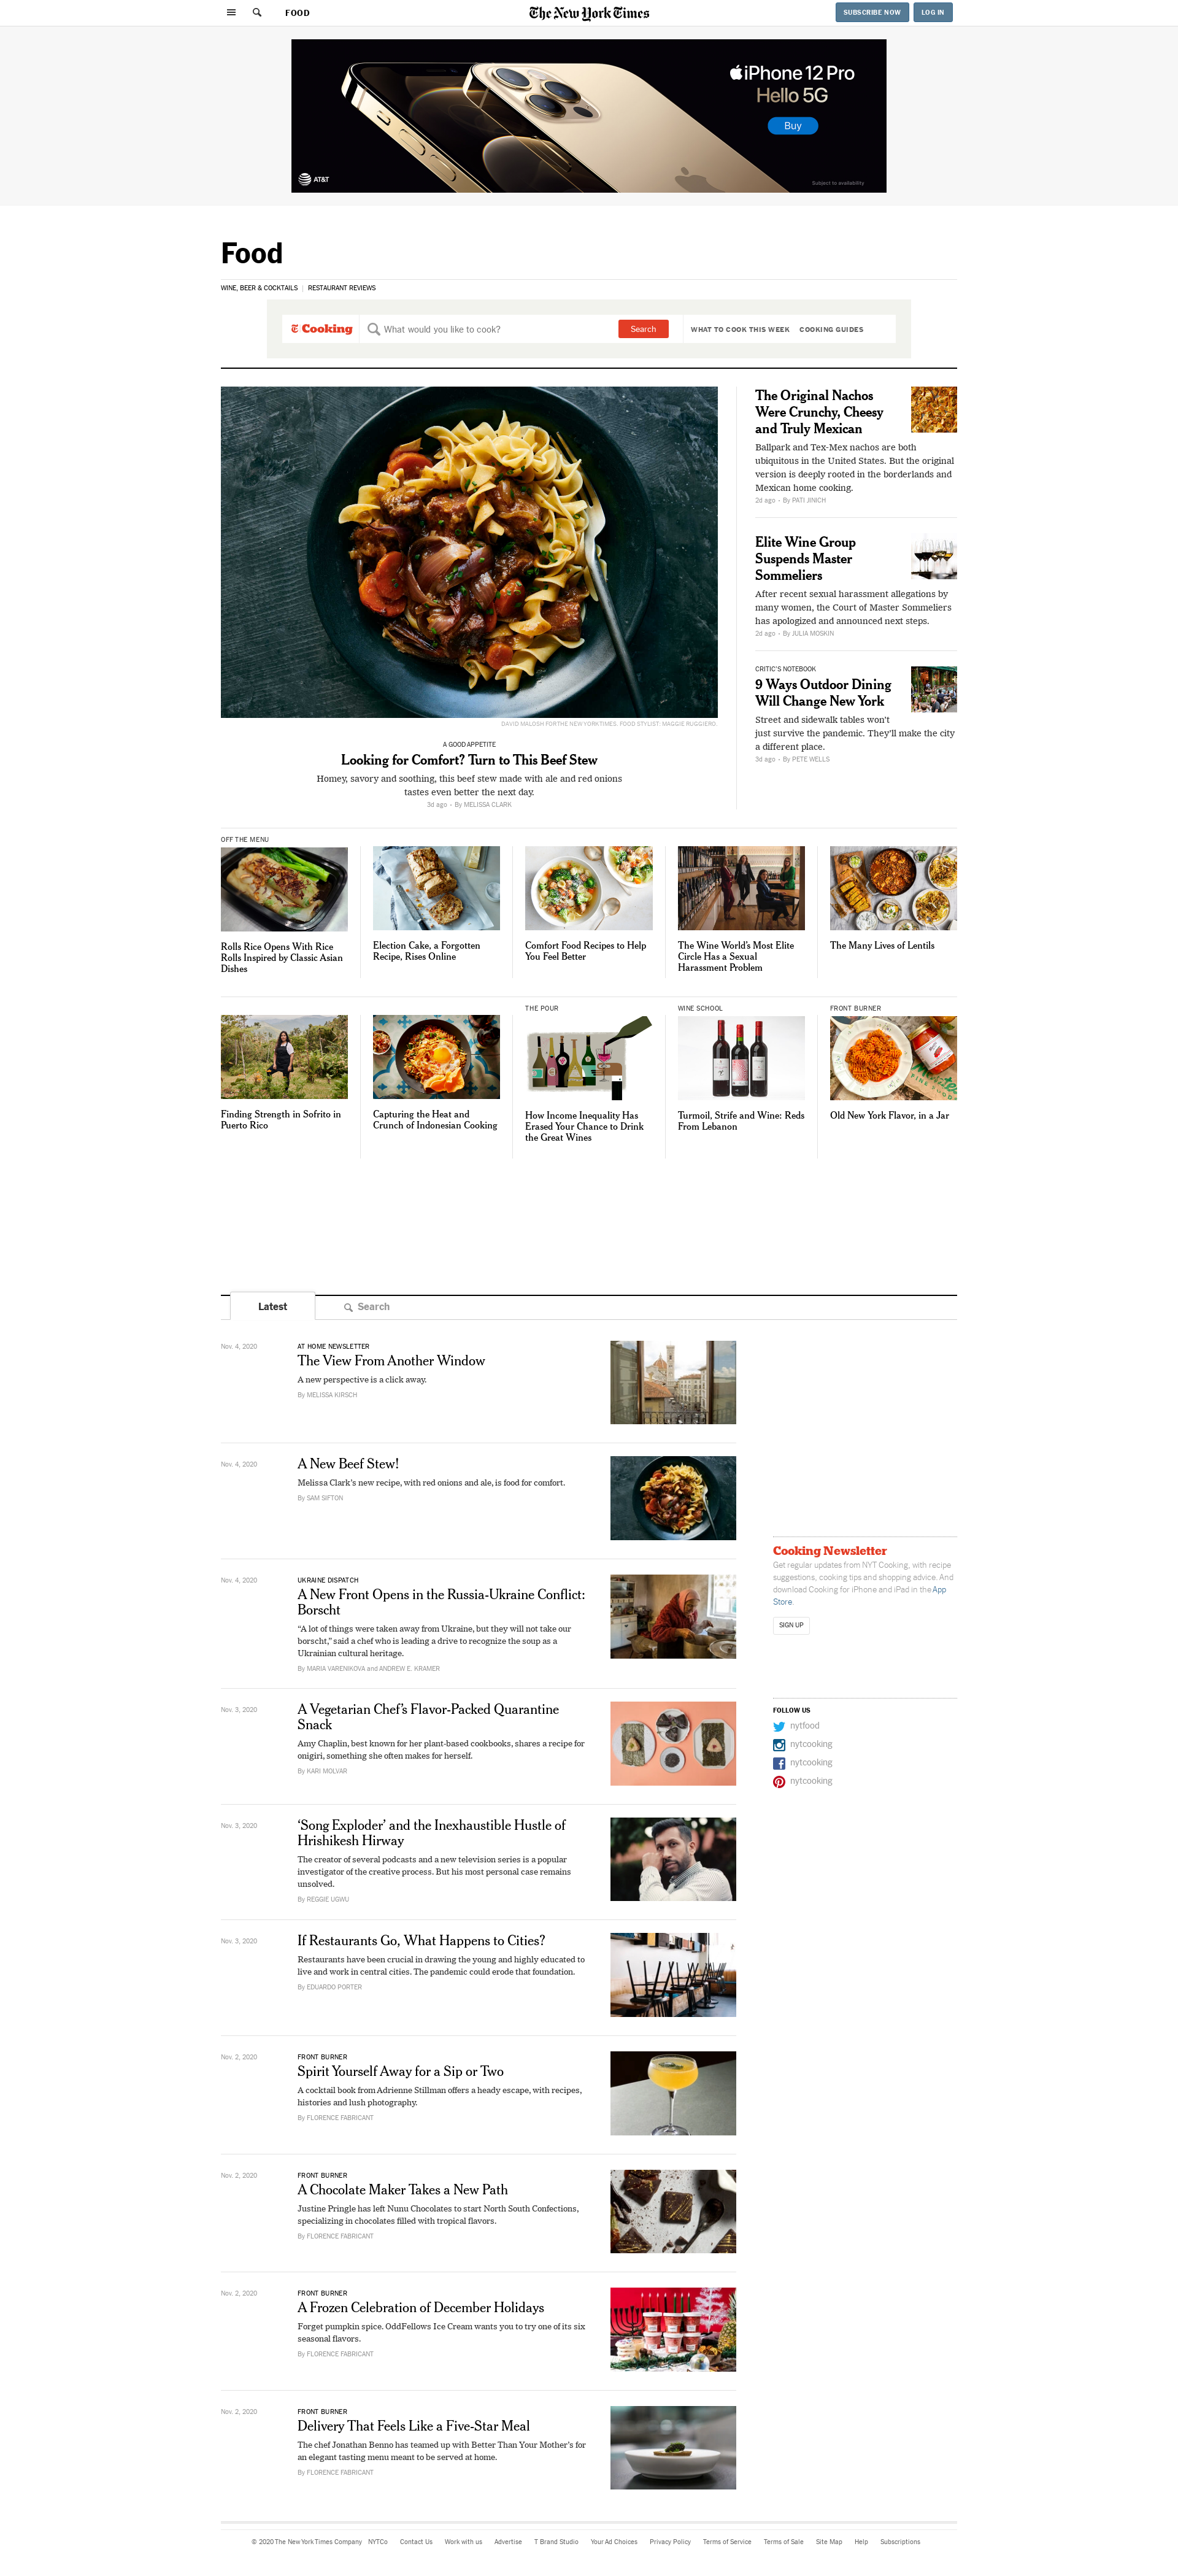 FOOD
The New York Times
SUBSCRIBE NOW
LOG IN
iPhone 12 Pro
Hello 5G
Buy
AT&T
Subject to availability
Food
WINE, BEER & COCKTAILS | RESTAURANT REVIEWS
Cooking
What would you like to cook?
Search
WHAT TO COOK THIS WEEK
COOKING GUIDES
DAVID MALOSH FOR THE NEW YORK TIMES. FOOD STYLIST: MAGGIE RUGGIERO.
A GOOD APPETITE
Looking for Comfort? Turn to This Beef Stew
Homey, savory and soothing, this beef stew made with ale and red onions
tastes even better the next day.
3d ago • By MELISSA CLARK
The Original Nachos
Were Crunchy, Cheesy
and Truly Mexican
Ballpark and Tex-Mex nachos are both
ubiquitous in the United States. But the original
version is deeply rooted in the borderlands and
Mexican home cooking.
2d ago • By PATI JINICH
Elite Wine Group
Suspends Master
Sommeliers
After recent sexual harassment allegations by
many women, the Court of Master Sommeliers
has apologized and announced next steps.
2d ago • By JULIA MOSKIN
CRITIC'S NOTEBOOK
9 Ways Outdoor Dining
Will Change New York
Street and sidewalk tables won't
just survive the pandemic. They'll make the city
a different place.
3d ago • By PETE WELLS
OFF THE MENU
Rolls Rice Opens With Rice
Rolls Inspired by Classic Asian
Dishes
Election Cake, a Forgotten
Recipe, Rises Online
Comfort Food Recipes to Help
You Feel Better
The Wine World's Most Elite
Circle Has a Sexual
Harassment Problem
The Many Lives of Lentils
Finding Strength in Sofrito in
Puerto Rico
Capturing the Heat and
Crunch of Indonesian Cooking
THE POUR
How Income Inequality Has
Erased Your Chance to Drink
the Great Wines
WINE SCHOOL
Turmoil, Strife and Wine: Reds
From Lebanon
FRONT BURNER
Old New York Flavor, in a Jar
Latest
Search
Nov. 4, 2020
AT HOME NEWSLETTER
The View From Another Window
A new perspective is a click away.
By MELISSA KIRSCH
Nov. 4, 2020
A New Beef Stew!
Melissa Clark's new recipe, with red onions and ale, is food for comfort.
By SAM SIFTON
Nov. 4, 2020
UKRAINE DISPATCH
A New Front Opens in the Russia-Ukraine Conflict:
Borscht
“A lot of things were taken away from Ukraine, but they will not take our
borscht,” said a chef who is leading a drive to recognize the soup as a
Ukrainian cultural heritage.
By MARIA VARENIKOVA and ANDREW E. KRAMER
Nov. 3, 2020
A Vegetarian Chef's Flavor-Packed Quarantine
Snack
Amy Chaplin, best known for her plant-based cookbooks, shares a recipe for
onigiri, something she often makes for herself.
By KARI MOLVAR
Nov. 3, 2020
‘Song Exploder’ and the Inexhaustible Hustle of
Hrishikesh Hirway
The creator of several podcasts and a new television series is a popular
investigator of the creative process. But his most personal case remains
unsolved.
By REGGIE UGWU
Nov. 3, 2020
If Restaurants Go, What Happens to Cities?
Restaurants have been crucial in drawing the young and highly educated to
live and work in central cities. The pandemic could erode that foundation.
By EDUARDO PORTER
Nov. 2, 2020
FRONT BURNER
Spirit Yourself Away for a Sip or Two
A cocktail book from Adrienne Stillman offers a heady escape, with recipes,
histories and lush photography.
By FLORENCE FABRICANT
Nov. 2, 2020
FRONT BURNER
A Chocolate Maker Takes a New Path
Justine Pringle has left Nunu Chocolates to start North South Confections,
specializing in chocolates filled with tropical flavors.
By FLORENCE FABRICANT
Nov. 2, 2020
FRONT BURNER
A Frozen Celebration of December Holidays
Forget pumpkin spice. OddFellows Ice Cream wants you to try one of its six
seasonal flavors.
By FLORENCE FABRICANT
Nov. 2, 2020
FRONT BURNER
Delivery That Feels Like a Five-Star Meal
The chef Jonathan Benno has teamed up with Better Than Your Mother's for
an elegant tasting menu meant to be served at home.
By FLORENCE FABRICANT
Cooking Newsletter
Get regular updates from NYT Cooking, with recipe
suggestions, cooking tips and shopping advice. And
download Cooking for iPhone and iPad in the App
Store.
SIGN UP
FOLLOW US
nytfood
nytcooking
nytcooking
nytcooking
© 2020 The New York Times Company NYTCo Contact Us Work with us Advertise T Brand Studio Your Ad Choices Privacy Policy Terms of Service Terms of Sale Site Map Help Subscriptions